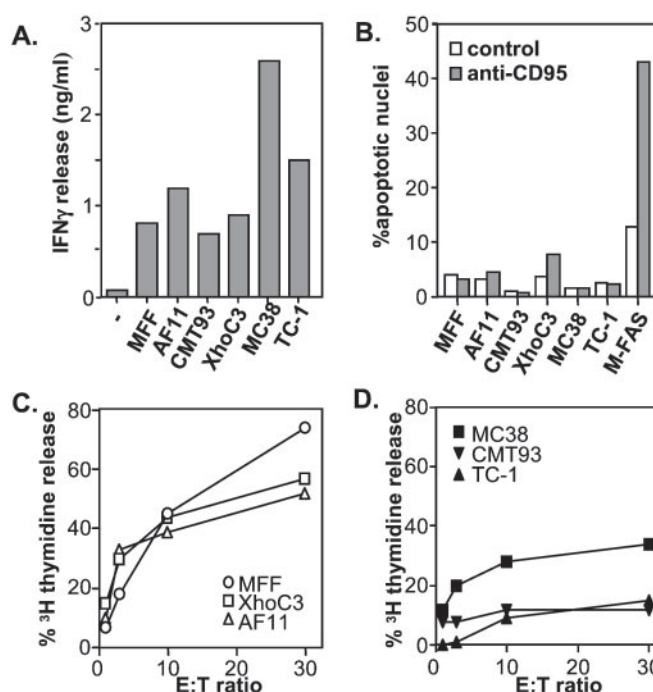 A.
IFNγ release (ng/ml)
3
2
1
0
-
MFF
AF11
CMT93
XhoC3
MC38
TC-1
B.
control
anti-CD95
%apoptotic nuclei
50
40
30
20
10
0
MFF
AF11
CMT93
XhoC3
MC38
TC-1
M-FAS
C.
% ³H thymidine release
80
60
40
20
0
MFF
XhoC3
AF11
0
10
20
30
E:T ratio
D.
% ³H thymidine release
80
60
40
20
0
MC38
CMT93
TC-1
0
10
20
30
E:T ratio